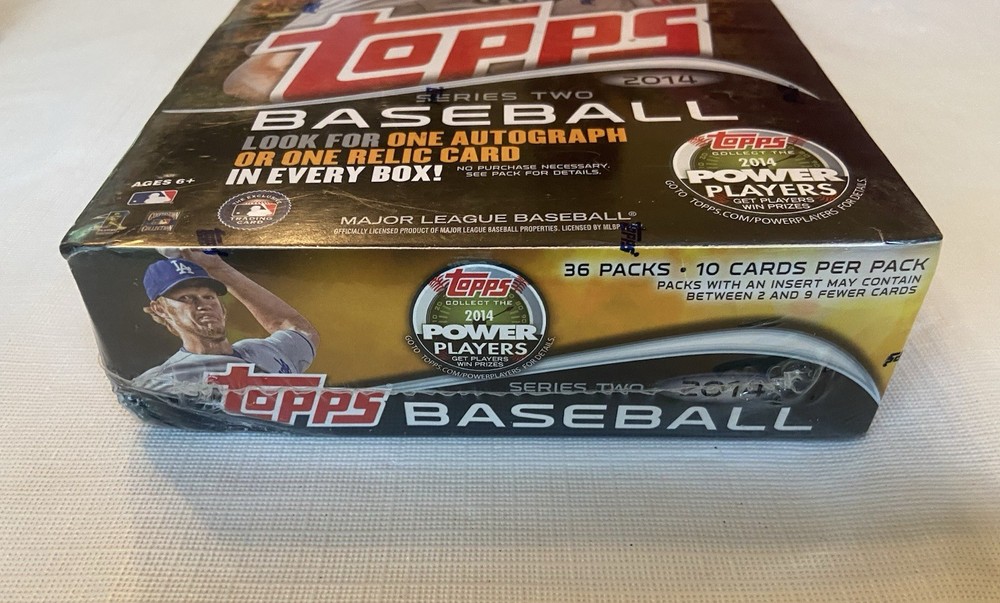 Topps
2014
SERIES TWO
BASEBALL
LOOK FOR ONE AUTOGRAPH
OR ONE RELIC CARD
IN EVERY BOX!
NO PURCHASE NECESSARY.
SEE PACK FOR DETAILS.
Topps
COLLECT THE
2014
POWER
PLAYERS
GET PLAYERS
WIN PRIZES
GO TO TOPPS.COM/POWERPLAYERS FOR DETAILS.
AGES 6+
TRADING
CARD
MAJOR LEAGUE BASEBALL®
OFFICIALLY LICENSED PRODUCT OF MAJOR LEAGUE BASEBALL PROPERTIES. LICENSED BY MLBP
Topps
LA
Topps
COLLECT THE
2014
POWER
PLAYERS
GET PLAYERS
WIN PRIZES
GO TO TOPPS.COM/POWERPLAYERS FOR DETAILS.
36 PACKS • 10 CARDS PER PACK
PACKS WITH AN INSERT MAY CONTAIN
BETWEEN 2 AND 9 FEWER CARDS
SERIES TWO 2014
Topps BASEBALL